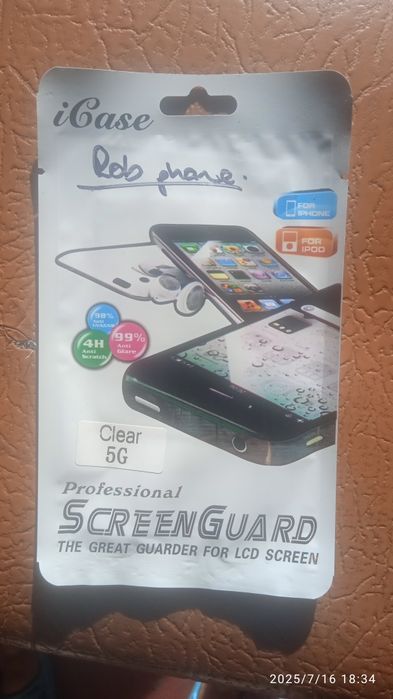 iCase
Rob phone.
FOR
IPHONE
FOR
IPOD
98%
Anti
99%
Anti
Glare
4H
Anti
Scratch
Clear
5G
Professional
SCREENGUARD
THE GREAT GUARDER FOR LCD SCREEN
2025/7/16 18:34